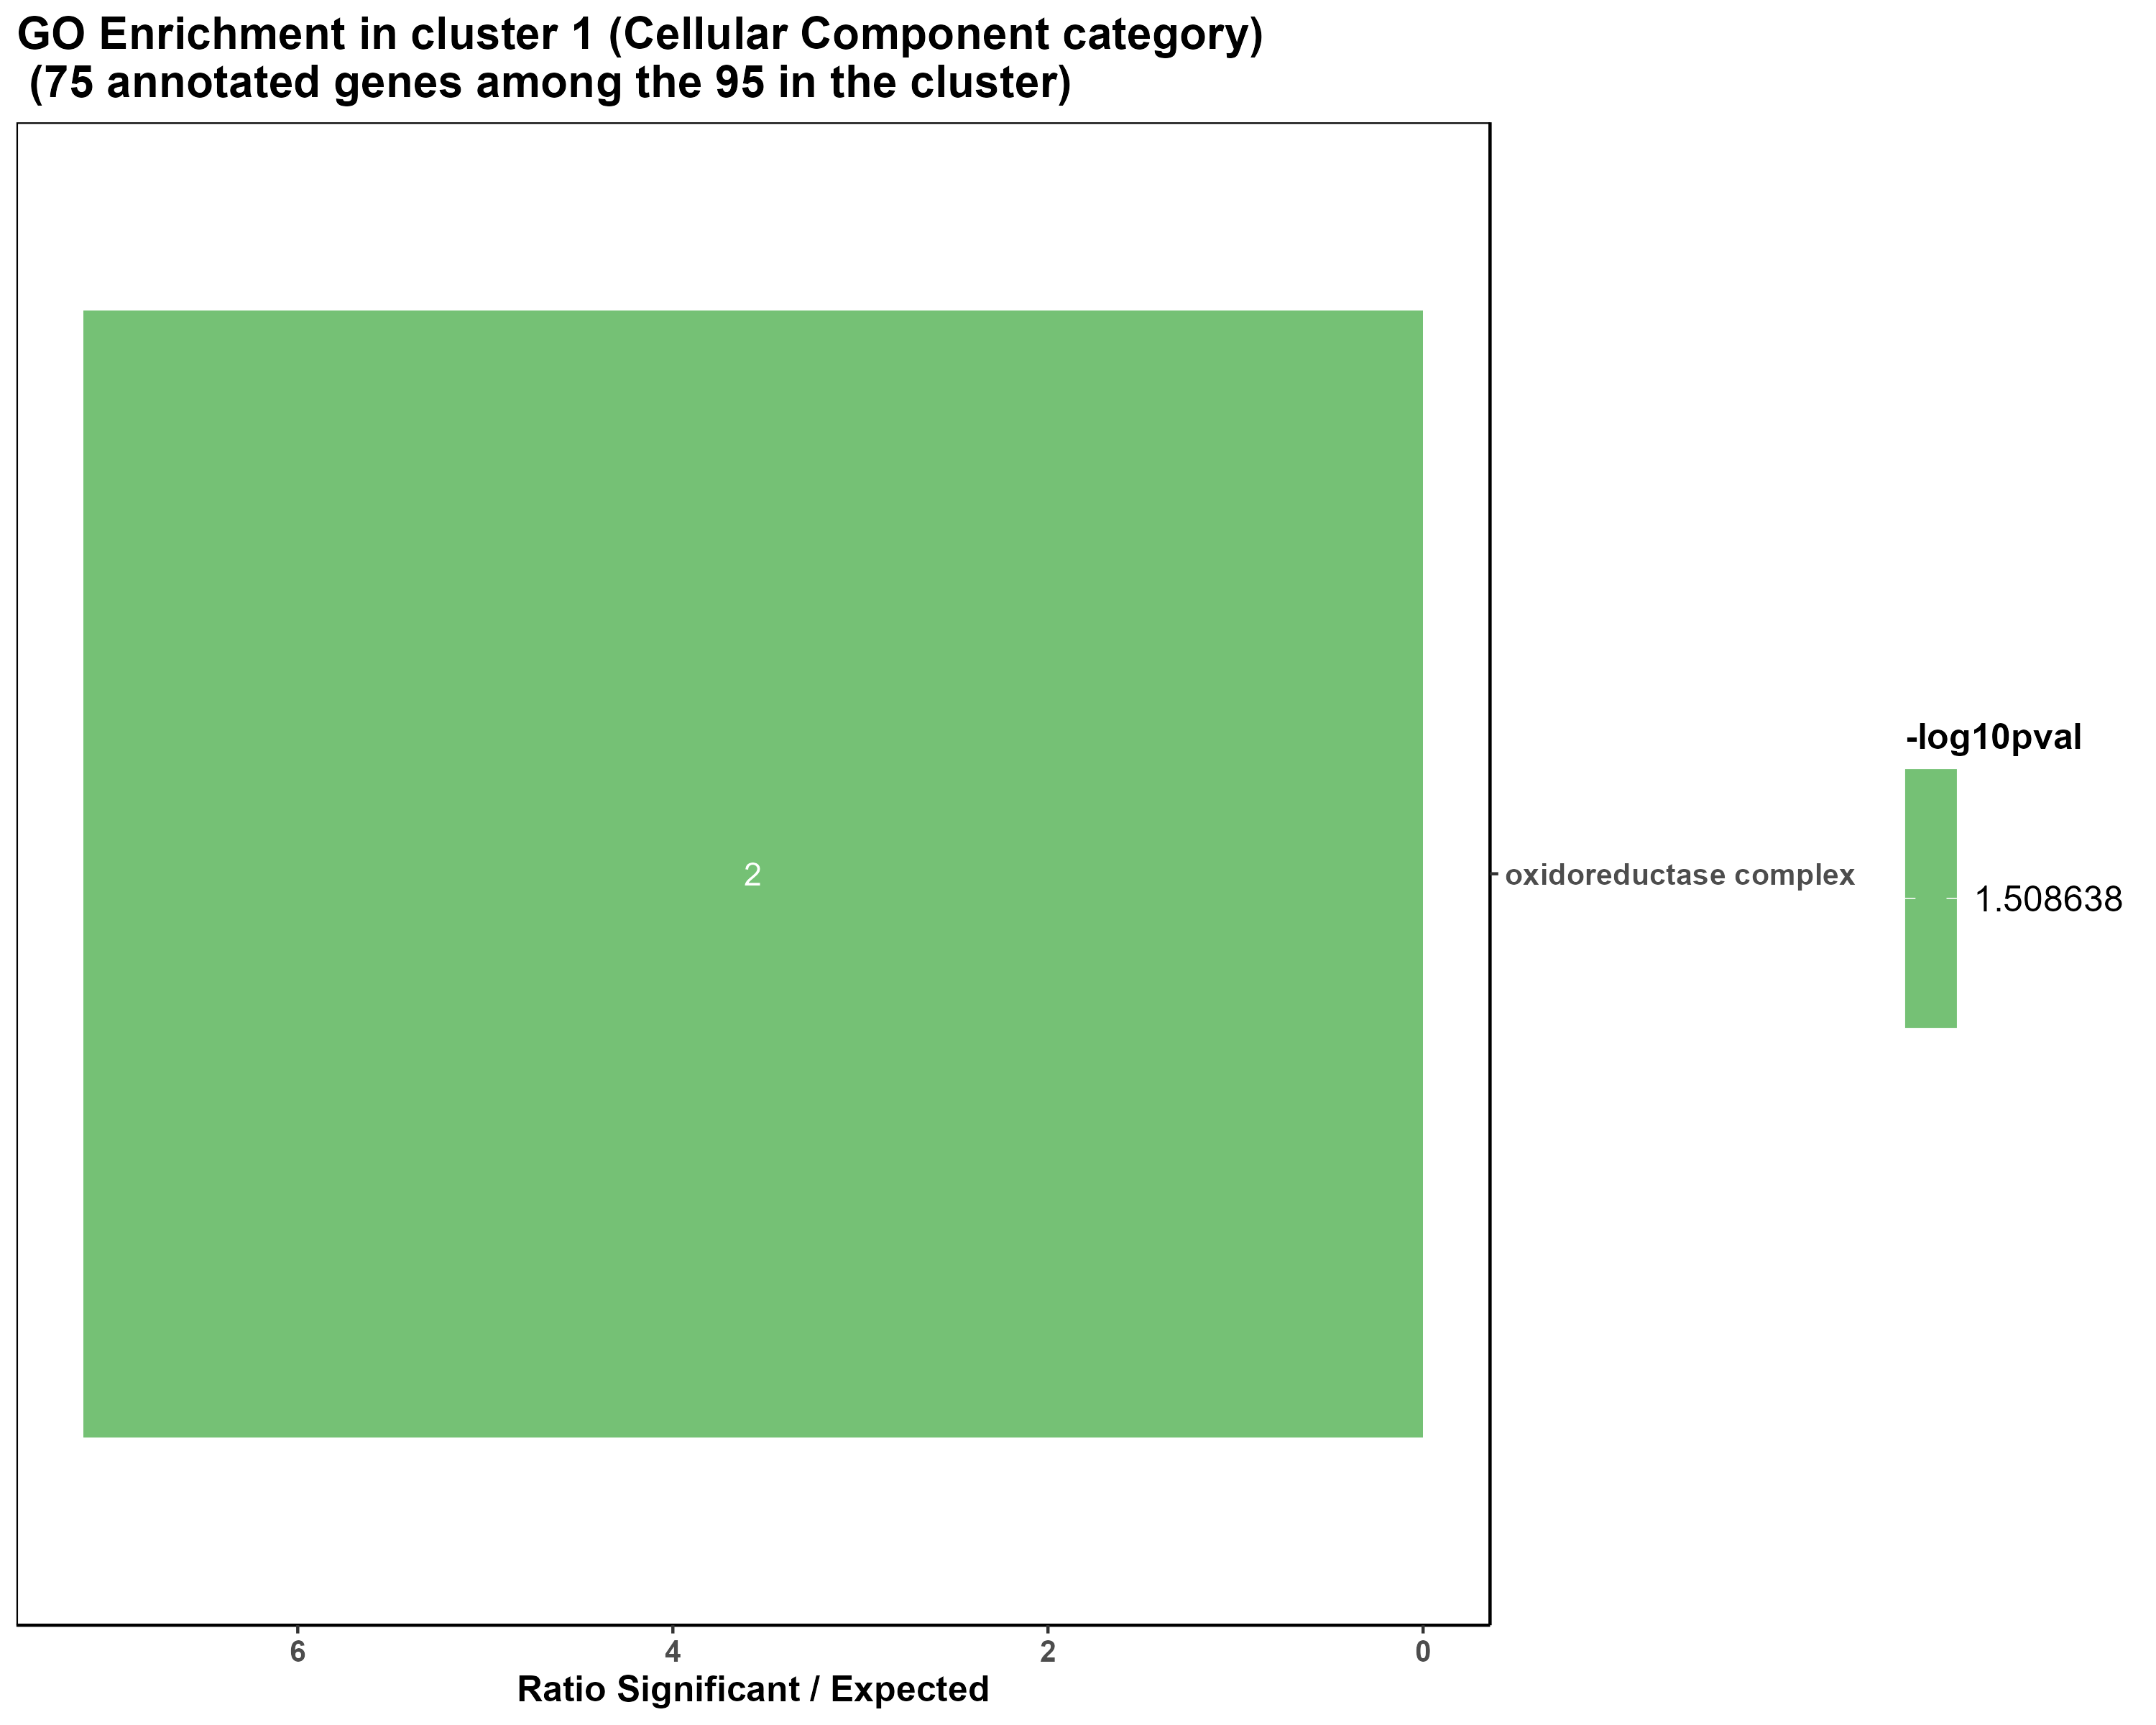 GO Enrichment in cluster 1 (Cellular Component category)
(75 annotated genes among the 95 in the cluster)
2
oxidoreductase complex
-log10pval
1.508638
6 4 2 0
Ratio Significant / Expected